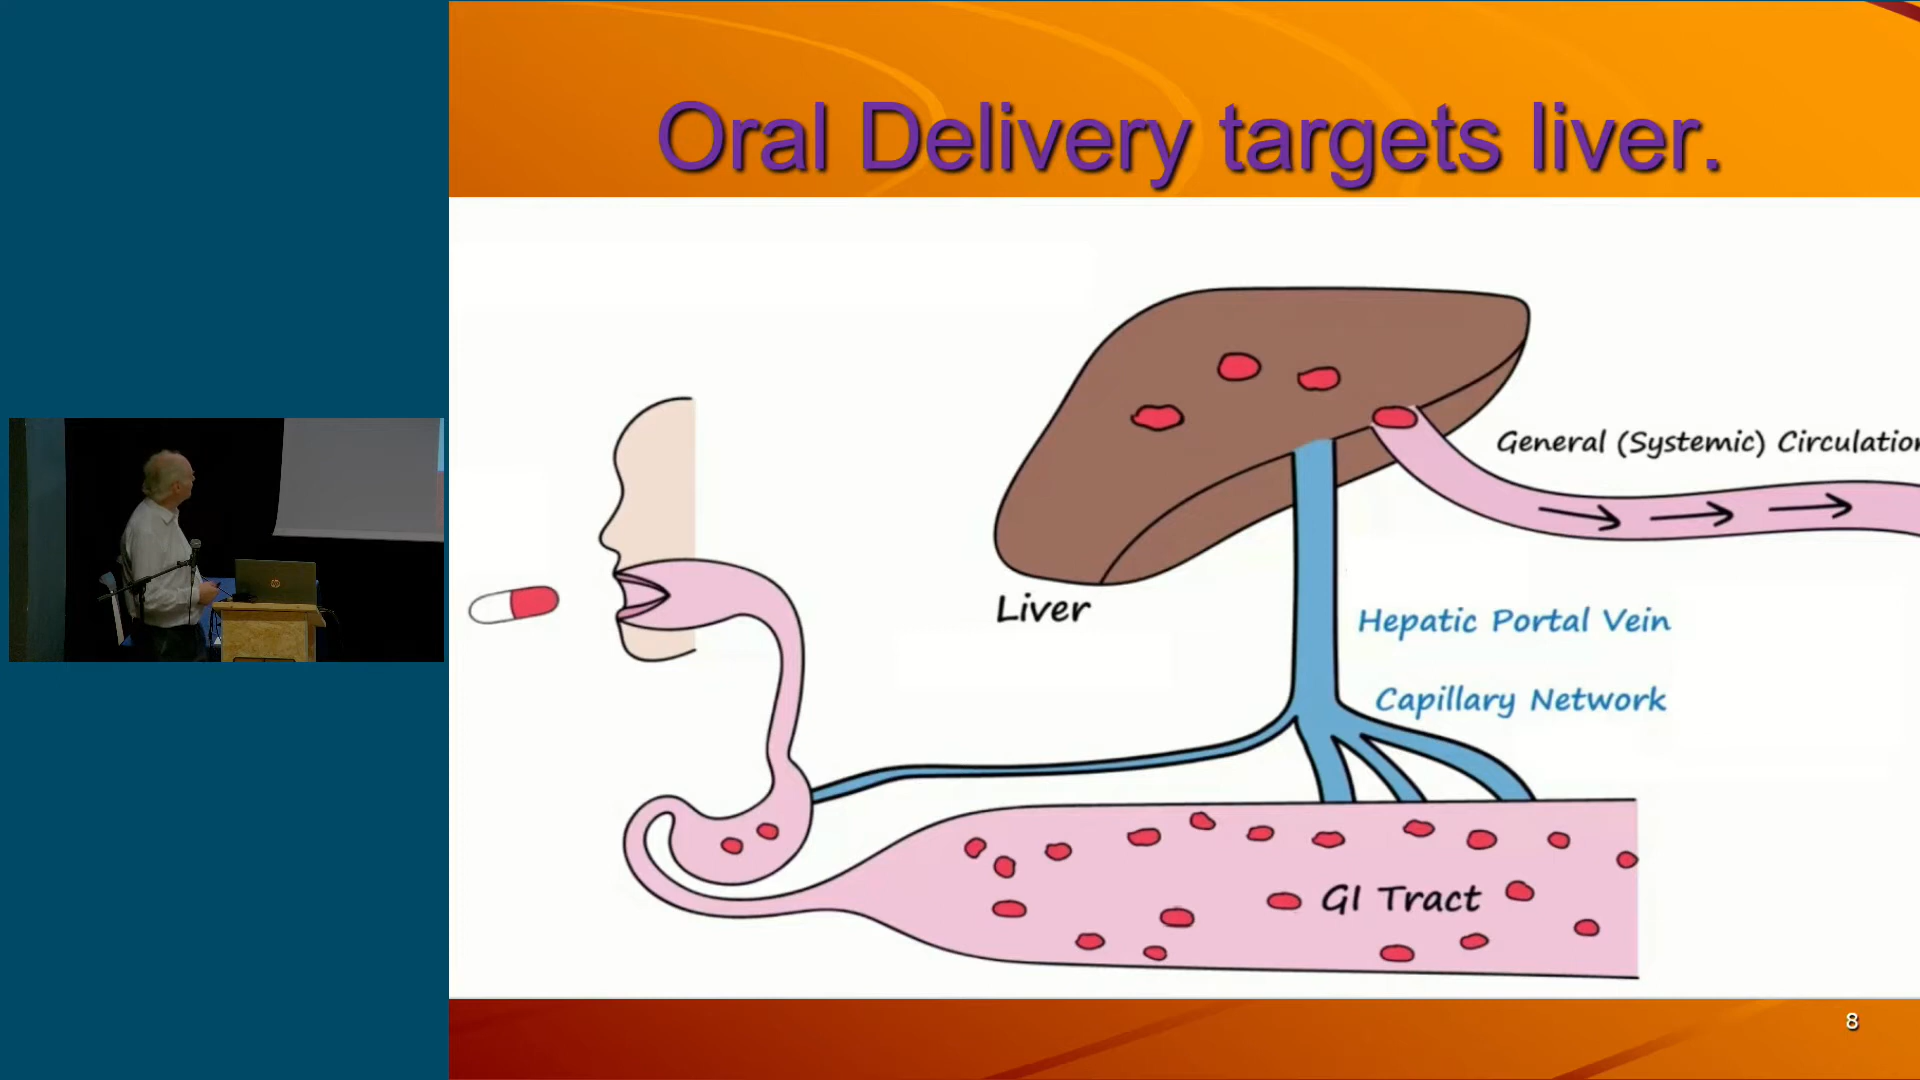 Oral Delivery targets liver.
General (Systemic) Circulation
Liver
Hepatic Portal Vein
Capillary Network
GI Tract
8